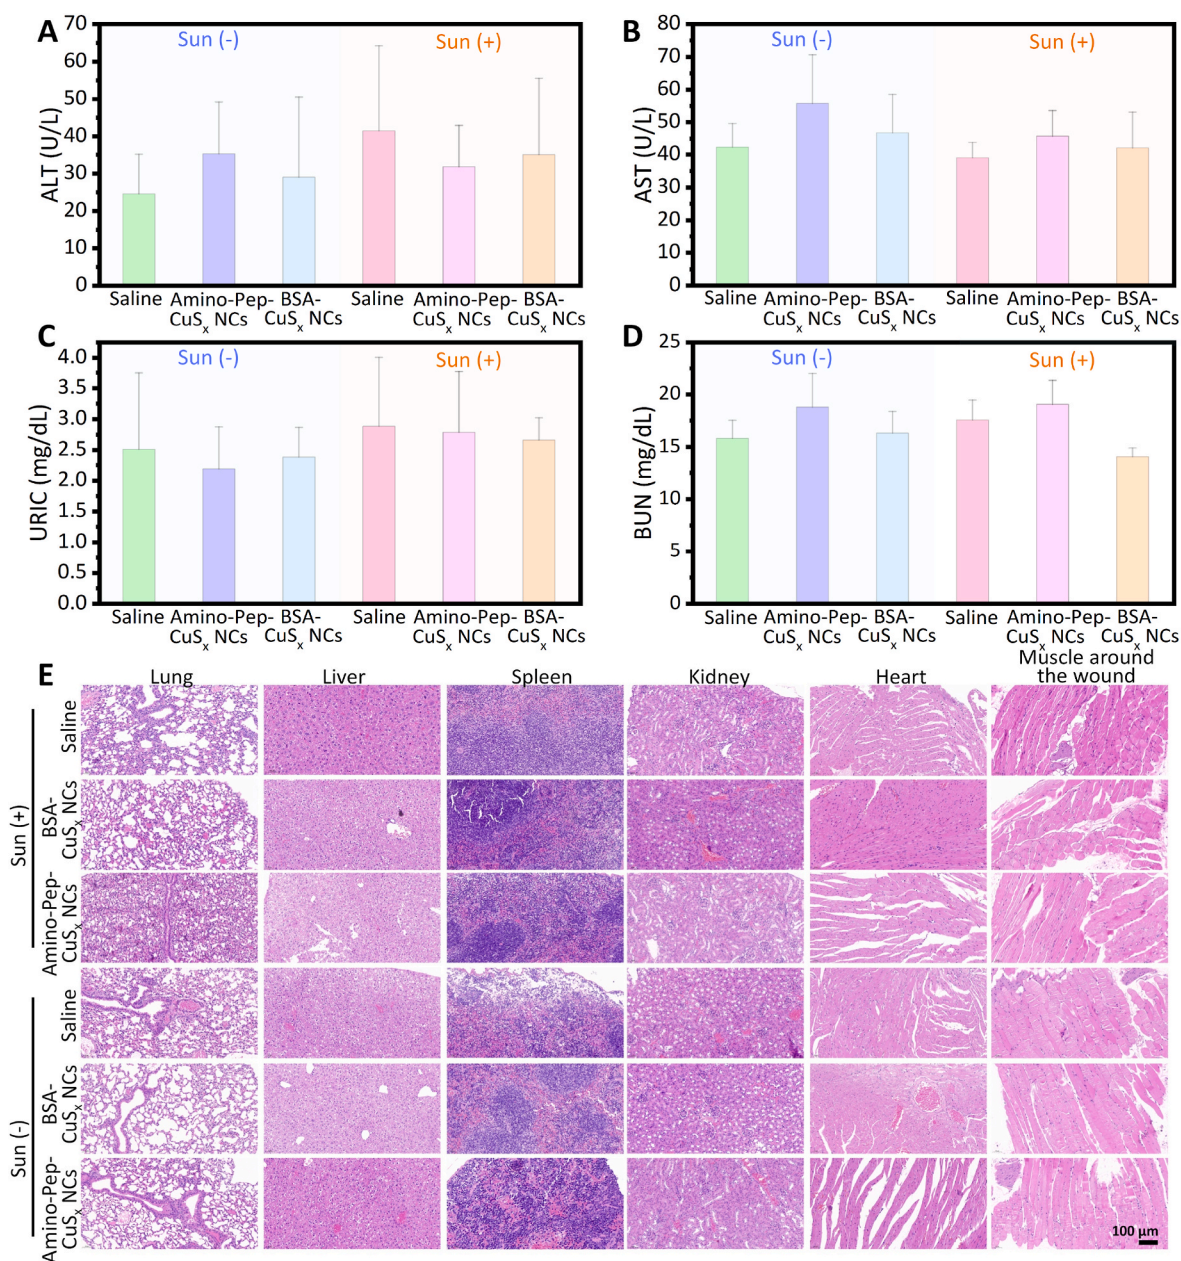 A
70
60
50
40
30
20
10
0
ALT (U/L)
Sun (-)
Sun (+)
Saline
Amino-Pep-
CuSx NCs
BSA-
CuSx NCs
Saline
Amino-Pep-
CuSx NCs
BSA-
CuSx NCs
B
80
70
60
50
40
30
20
10
0
AST (U/L)
Sun (-)
Sun (+)
Saline
Amino-Pep-
CuSx NCs
BSA-
CuSx NCs
Saline
Amino-Pep-
CuSx NCs
BSA-
CuSx NCs
C
4.0
3.5
3.0
2.5
2.0
1.5
1.0
0.5
0.0
URIC (mg/dL)
Sun (-)
Sun (+)
Saline
Amino-Pep-
CuSx NCs
BSA-
CuSx NCs
Saline
Amino-Pep-
CuSx NCs
BSA-
CuSx NCs
D
25
20
15
10
5
0
BUN (mg/dL)
Sun (-)
Sun (+)
Saline
Amino-Pep-
CuSx NCs
BSA-
CuSx NCs
Saline
Amino-Pep-
CuSx NCs
BSA-
CuSx NCs
E
Lung
Liver
Spleen
Kidney
Heart
Muscle around
the wound
Sun (+)
Saline
BSA-
CuSx NCs
Amino-Pep-
CuSx NCs
Sun (-)
Saline
BSA-
CuSx NCs
Amino-Pep-
CuSx NCs
100 μm